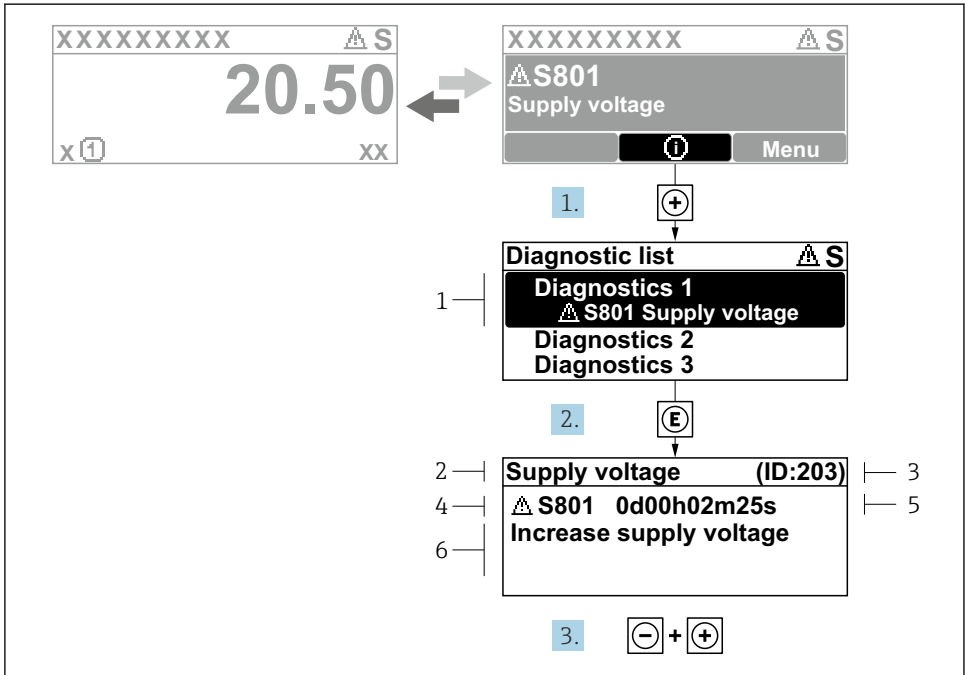 XXXXXXXXX ⚠ S
20.50
x 1 XX
XXXXXXXXX ⚠ S
⚠ S801
Supply voltage
i Menu
1. +
Diagnostic list ⚠ S
1
Diagnostics 1
⚠ S801 Supply voltage
Diagnostics 2
Diagnostics 3
2. E
2 Supply voltage (ID:203) 3
4 ⚠ S801 0d00h02m25s 5
6 Increase supply voltage
3. - + +